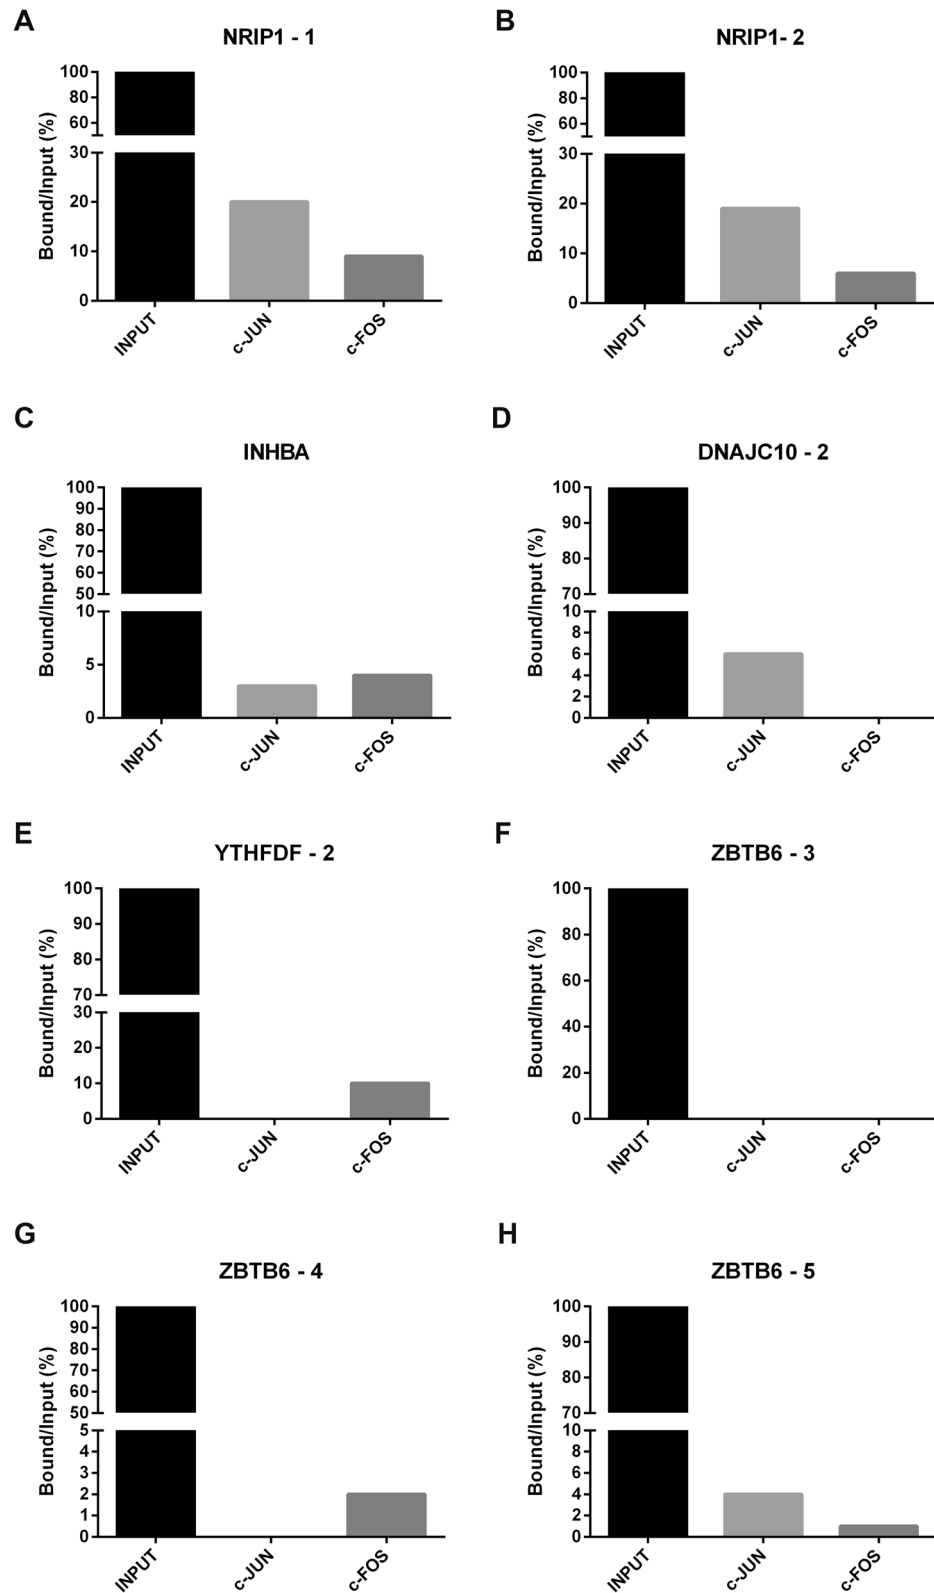 A
NRIP1 - 1
Bound/Input (%)
100
80
60
30
20
10
0
INPUT
c-JUN
c-FOS
B
NRIP1- 2
Bound/Input (%)
100
80
60
30
20
10
0
INPUT
c-JUN
c-FOS
C
INHBA
Bound/Input (%)
100
90
80
70
60
50
10
5
0
INPUT
c-JUN
c-FOS
D
DNAJC10 - 2
Bound/Input (%)
100
90
80
70
10
8
6
4
2
0
INPUT
c-JUN
c-FOS
E
YTHFDF - 2
Bound/Input (%)
100
90
80
70
30
20
10
0
INPUT
c-JUN
c-FOS
F
ZBTB6 - 3
Bound/Input (%)
100
80
60
40
20
0
INPUT
c-JUN
c-FOS
G
ZBTB6 - 4
Bound/Input (%)
100
90
80
70
60
50
5
4
3
2
1
0
INPUT
c-JUN
c-FOS
H
ZBTB6 - 5
Bound/Input (%)
100
90
80
70
10
8
6
4
2
0
INPUT
c-JUN
c-FOS